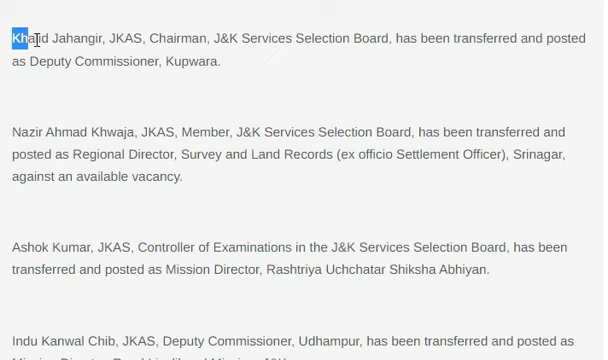 Khalid Jahangir, JKAS, Chairman, J&K Services Selection Board, has been transferred and posted
as Deputy Commissioner, Kupwara.
Nazir Ahmad Khwaja, JKAS, Member, J&K Services Selection Board, has been transferred and
posted as Regional Director, Survey and Land Records (ex officio Settlement Officer), Srinagar,
against an available vacancy.
Ashok Kumar, JKAS, Controller of Examinations in the J&K Services Selection Board, has been
transferred and posted as Mission Director, Rashtriya Uchchatar Shiksha Abhiyan.
Indu Kanwal Chib, JKAS, Deputy Commissioner, Udhampur, has been transferred and posted as
Mission Director,